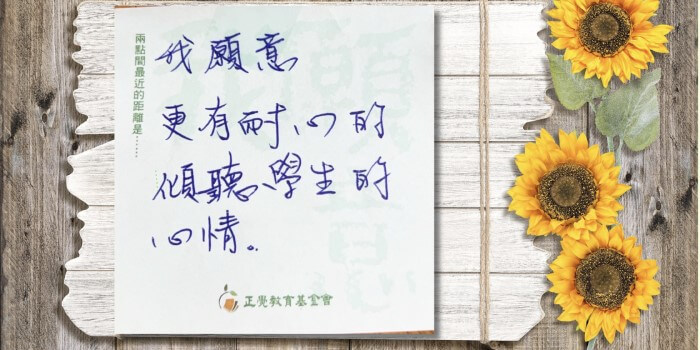 兩點間最近的距離是……
我願意
更有耐心的
傾聽學生的
心情。
正覺教育基金會